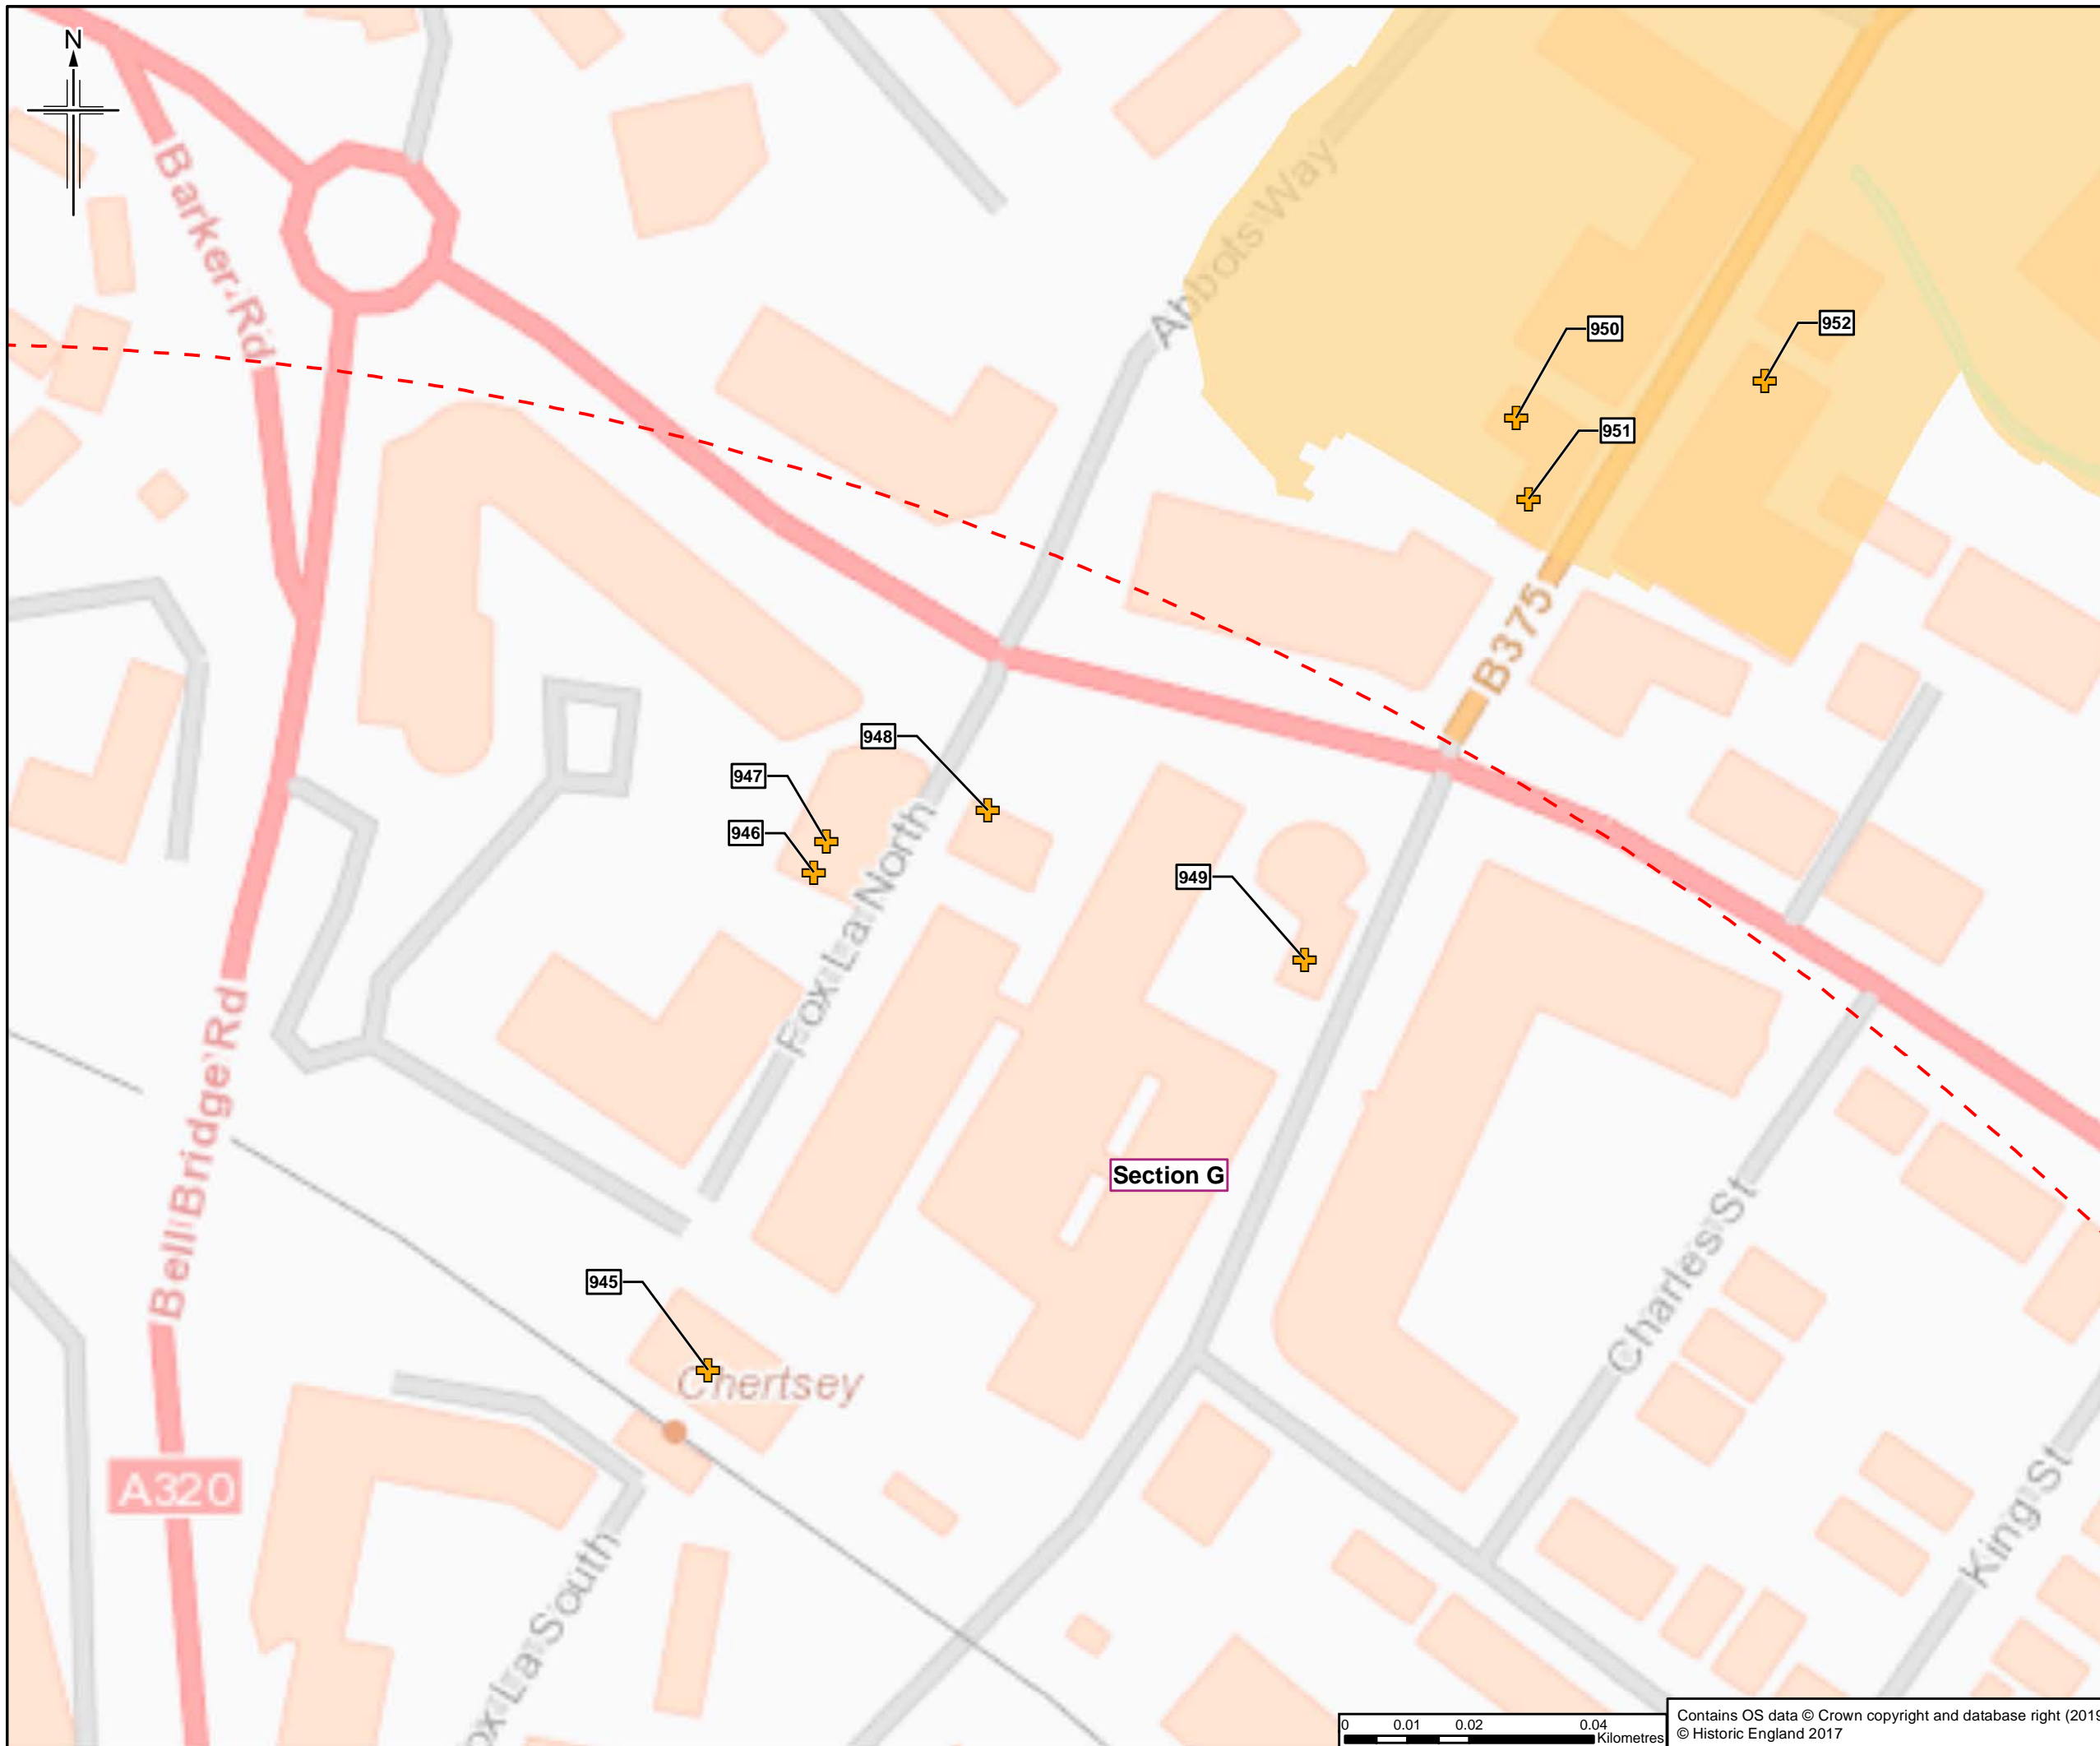 N
Barker Rd
Abbots Way
950
952
951
B375
948
947
946
Fox La North
949
Bell Bridge Rd
Section G
Charles St
945
Chertsey
A320
King St
ox La South
0 0.01 0.02 0.04
Kilometres
Contains OS data © Crown copyright and database right (2019
© Historic England 2017